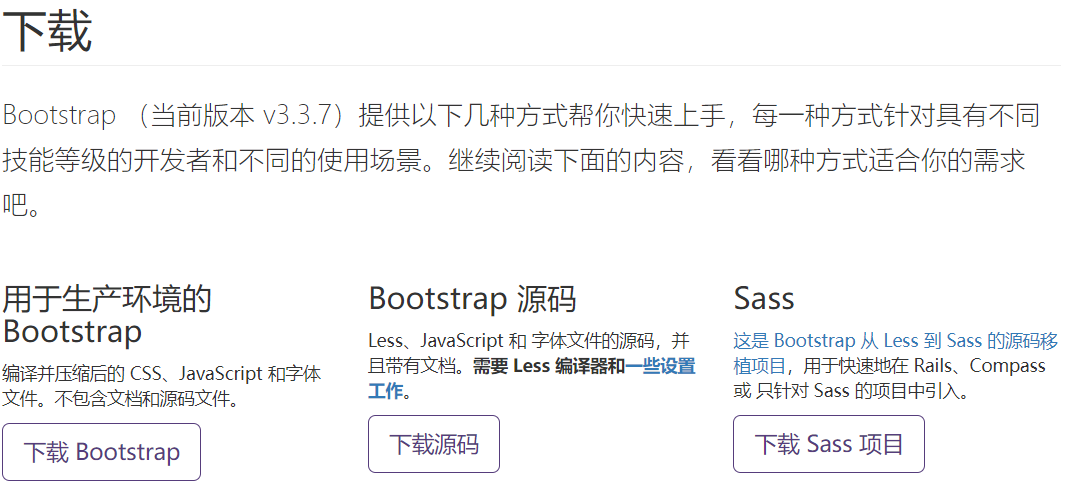 下载
Bootstrap （当前版本 v3.3.7）提供以下几种方式帮你快速上手，每一种方式针对具有不同
技能等级的开发者和不同的使用场景。继续阅读下面的内容，看看哪种方式适合你的需求
吧。
用于生产环境的
Bootstrap
编译并压缩后的 CSS、JavaScript 和字体
文件。不包含文档和源码文件。
下载 Bootstrap
Bootstrap 源码
Less、JavaScript 和 字体文件的源码，并
且带有文档。需要 Less 编译器和一些设置
工作。
下载源码
Sass
这是 Bootstrap 从 Less 到 Sass 的源码移
植项目，用于快速地在 Rails、Compass
或 只针对 Sass 的项目中引入。
下载 Sass 项目